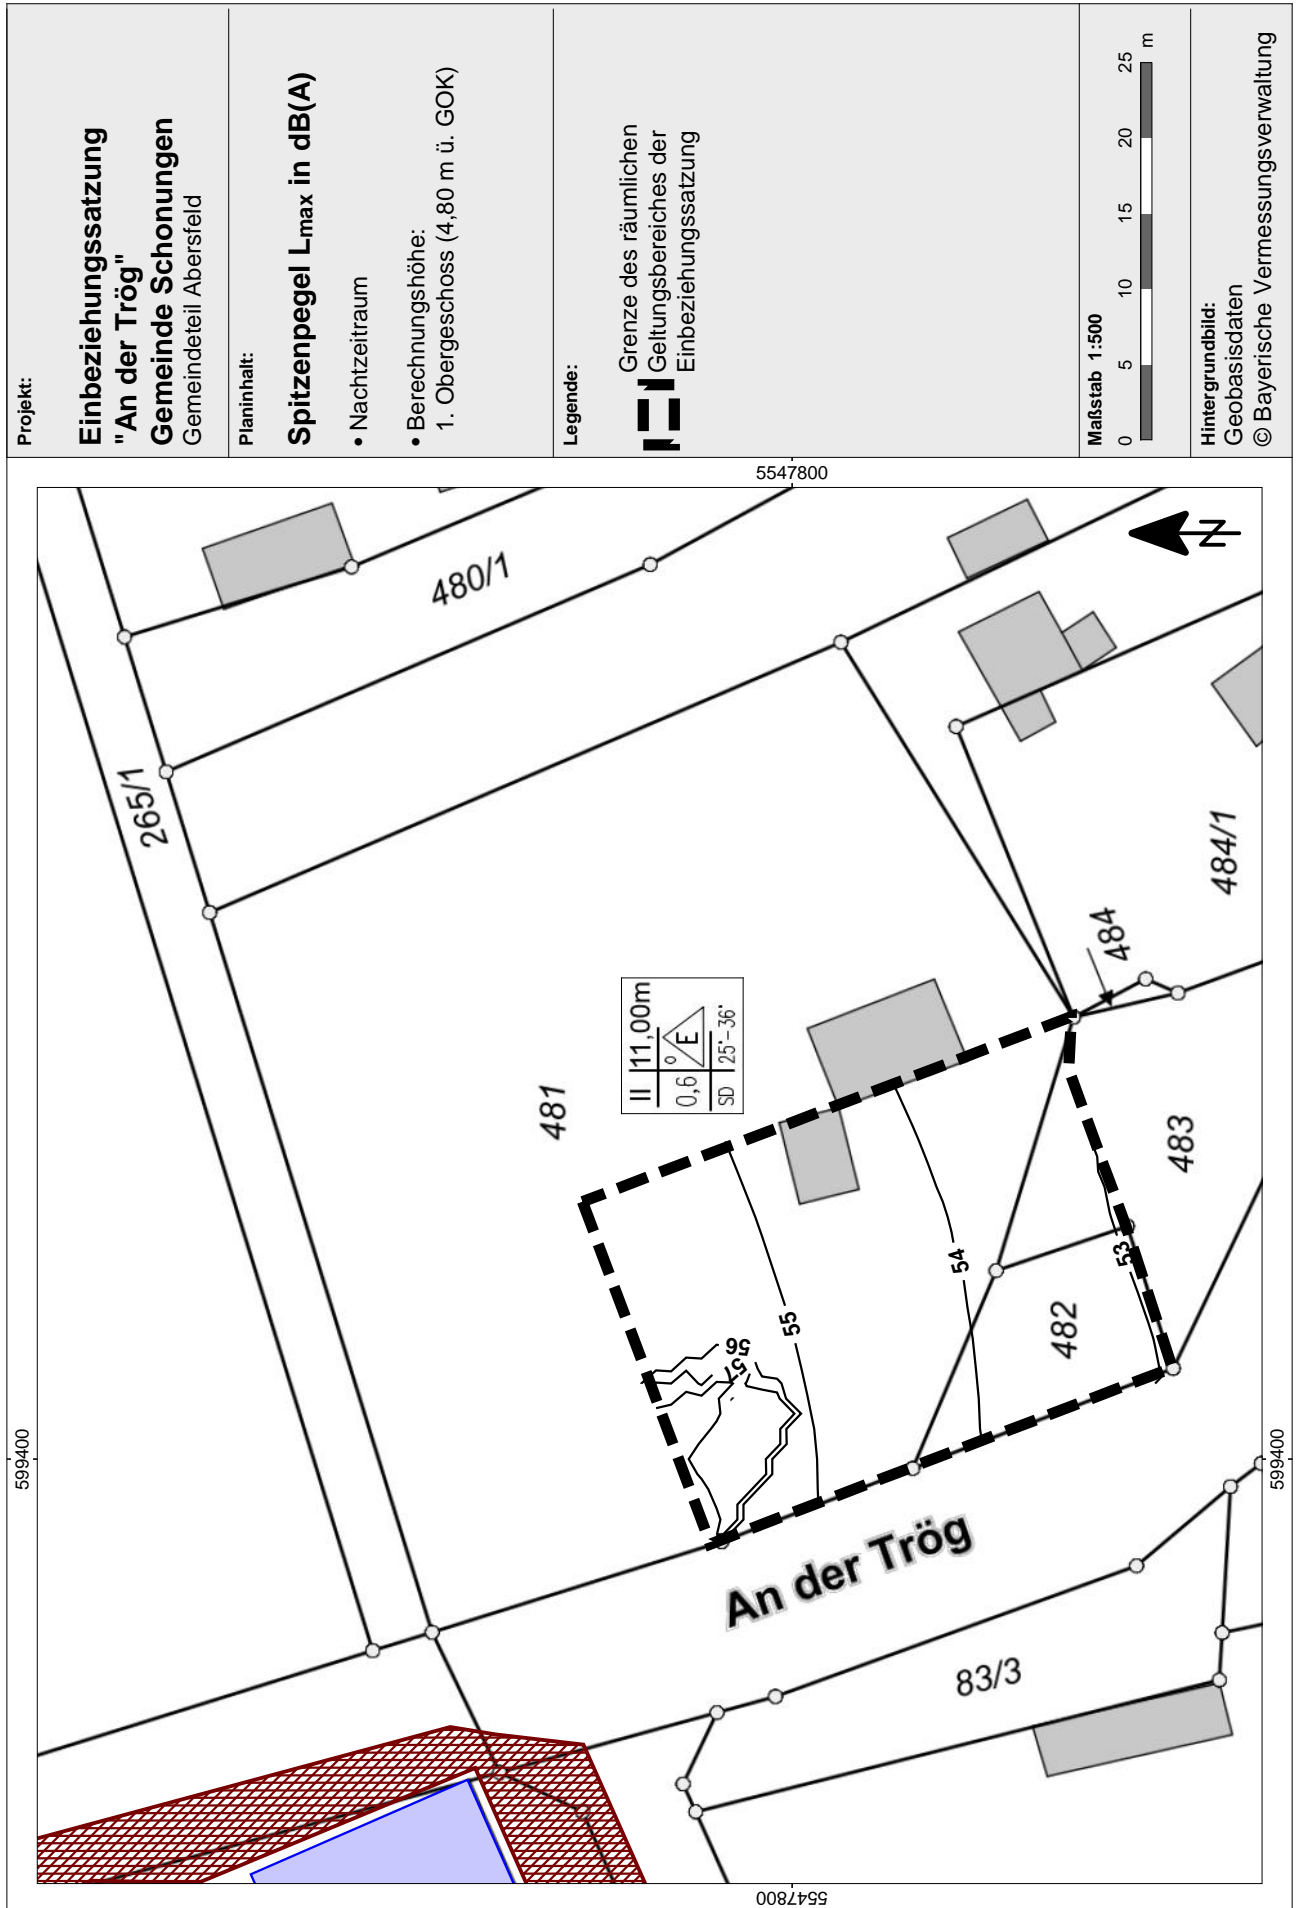 Projekt:
Einbeziehungssatzung
"An der Trög"
Gemeinde Schonungen
Gemeindeteil Abersfeld
Planinhalt:
Spitzenpegel Lmax in dB(A)
• Nachtzeitraum
• Berechnungshöhe:
1. Obergeschoss (4,80 m ü. GOK)
Legende:
Grenze des räumlichen
Geltungsbereiches der
Einbeziehungssatzung
Maßstab 1:500
0 5 10 15 20 25 m
Hintergrundbild:
Geobasisdaten
© Bayerische Vermessungsverwaltung
5547800
599400
480/1
265/1
481
II 11,00m
0,6 o E
SD 25°-36°
484
484/1
483
482
56
55
54
53
An der Trög
83/3
N
599400
5547800